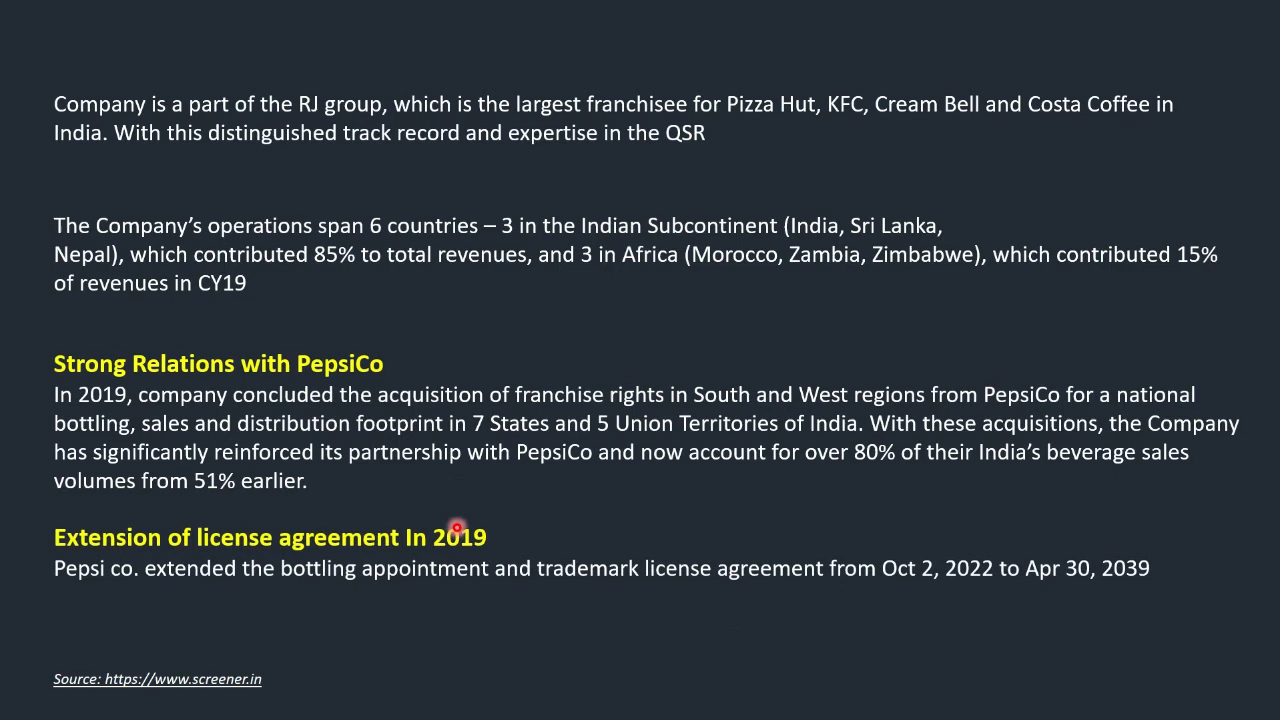 Company is a part of the RJ group, which is the largest franchisee for Pizza Hut, KFC, Cream Bell and Costa Coffee in
India. With this distinguished track record and expertise in the QSR
The Company’s operations span 6 countries – 3 in the Indian Subcontinent (India, Sri Lanka,
Nepal), which contributed 85% to total revenues, and 3 in Africa (Morocco, Zambia, Zimbabwe), which contributed 15%
of revenues in CY19
Strong Relations with PepsiCo
In 2019, company concluded the acquisition of franchise rights in South and West regions from PepsiCo for a national
bottling, sales and distribution footprint in 7 States and 5 Union Territories of India. With these acquisitions, the Company
has significantly reinforced its partnership with PepsiCo and now account for over 80% of their India’s beverage sales
volumes from 51% earlier.
Extension of license agreement In 2019
Pepsi co. extended the bottling appointment and trademark license agreement from Oct 2, 2022 to Apr 30, 2039
Source: https://www.screener.in